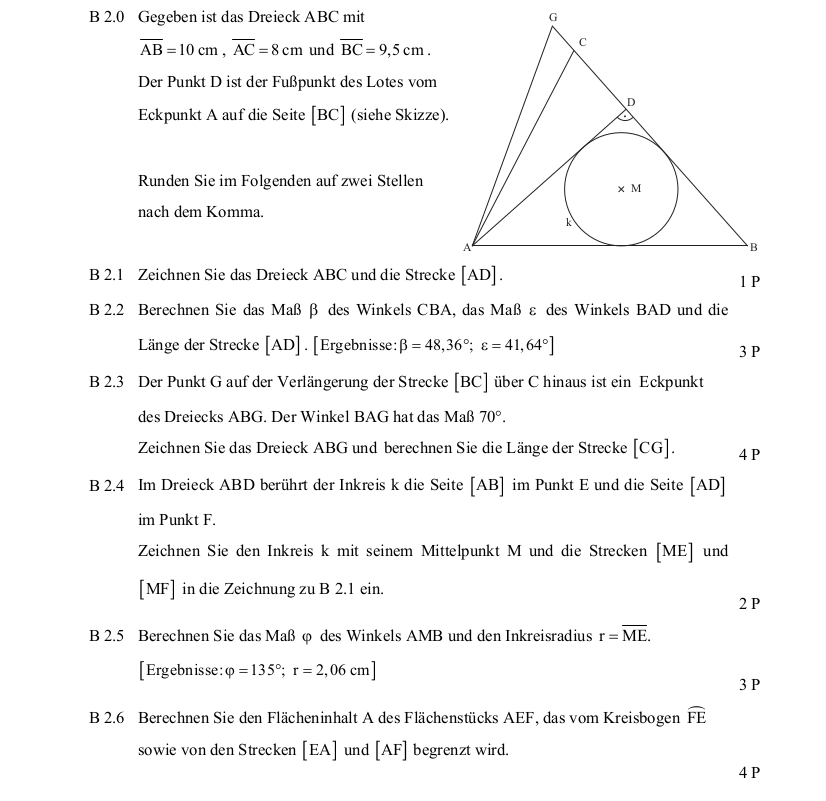 B 2.0 Gegeben ist das Dreieck ABC mit
AB = 10 cm , AC = 8 cm und BC = 9,5 cm .
Der Punkt D ist der Fußpunkt des Lotes vom
Eckpunkt A auf die Seite [BC] (siehe Skizze).
Runden Sie im Folgenden auf zwei Stellen
nach dem Komma.
G
C
D
M
k
A
B
B 2.1 Zeichnen Sie das Dreieck ABC und die Strecke [AD].
1 P
B 2.2 Berechnen Sie das Maß β des Winkels CBA, das Maß ε des Winkels BAD und die
Länge der Strecke [AD]. [Ergebnisse: β = 48,36°; ε = 41,64°]
3 P
B 2.3 Der Punkt G auf der Verlängerung der Strecke [BC] über C hinaus ist ein Eckpunkt
des Dreiecks ABG. Der Winkel BAG hat das Maß 70°.
Zeichnen Sie das Dreieck ABG und berechnen Sie die Länge der Strecke [CG].
4 P
B 2.4 Im Dreieck ABD berührt der Inkreis k die Seite [AB] im Punkt E und die Seite [AD]
im Punkt F.
Zeichnen Sie den Inkreis k mit seinem Mittelpunkt M und die Strecken [ME] und
[MF] in die Zeichnung zu B 2.1 ein.
2 P
B 2.5 Berechnen Sie das Maß φ des Winkels AMB und den Inkreisradius r = ME.
[Ergebnisse: φ = 135°; r = 2,06 cm]
3 P
B 2.6 Berechnen Sie den Flächeninhalt A des Flächenstücks AEF, das vom Kreisbogen FE
sowie von den Strecken [EA] und [AF] begrenzt wird.
4 P